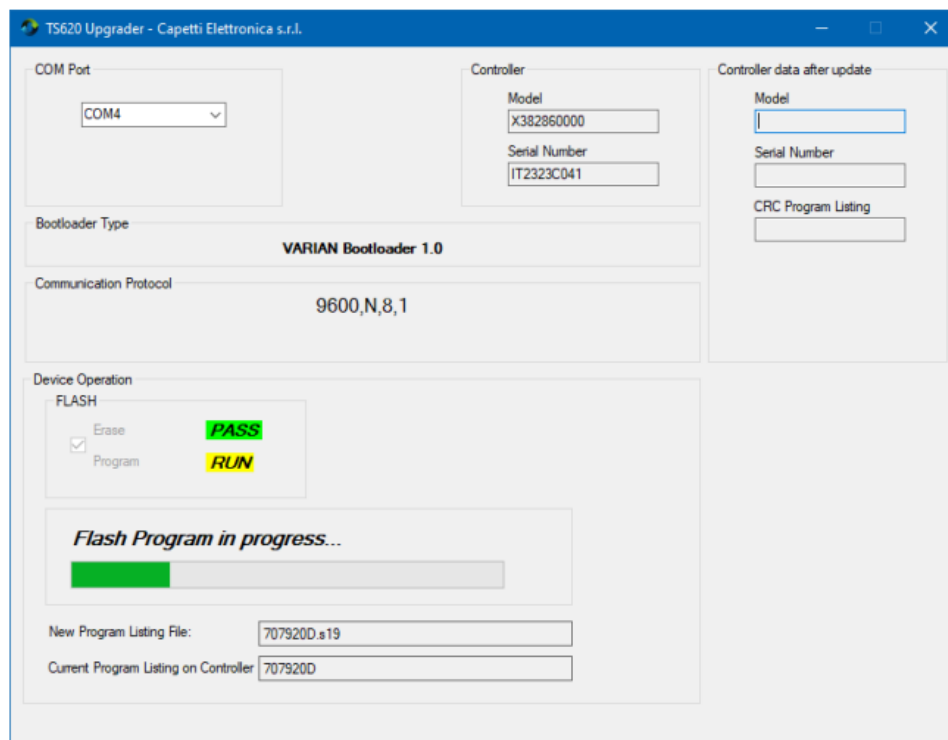 TS620 Upgrader - Capetti Elettronica s.r.l.
COM Port
COM4
Controller
Model
X382860000
Serial Number
IT2323C041
Controller data after update
Model
Serial Number
CRC Program Listing
Bootloader Type
VARIAN Bootloader 1.0
Communication Protocol
9600,N,8,1
Device Operation
FLASH
Erase PASS
Program RUN
Flash Program in progress...
New Program Listing File: 707920D.s19
Current Program Listing on Controller 707920D